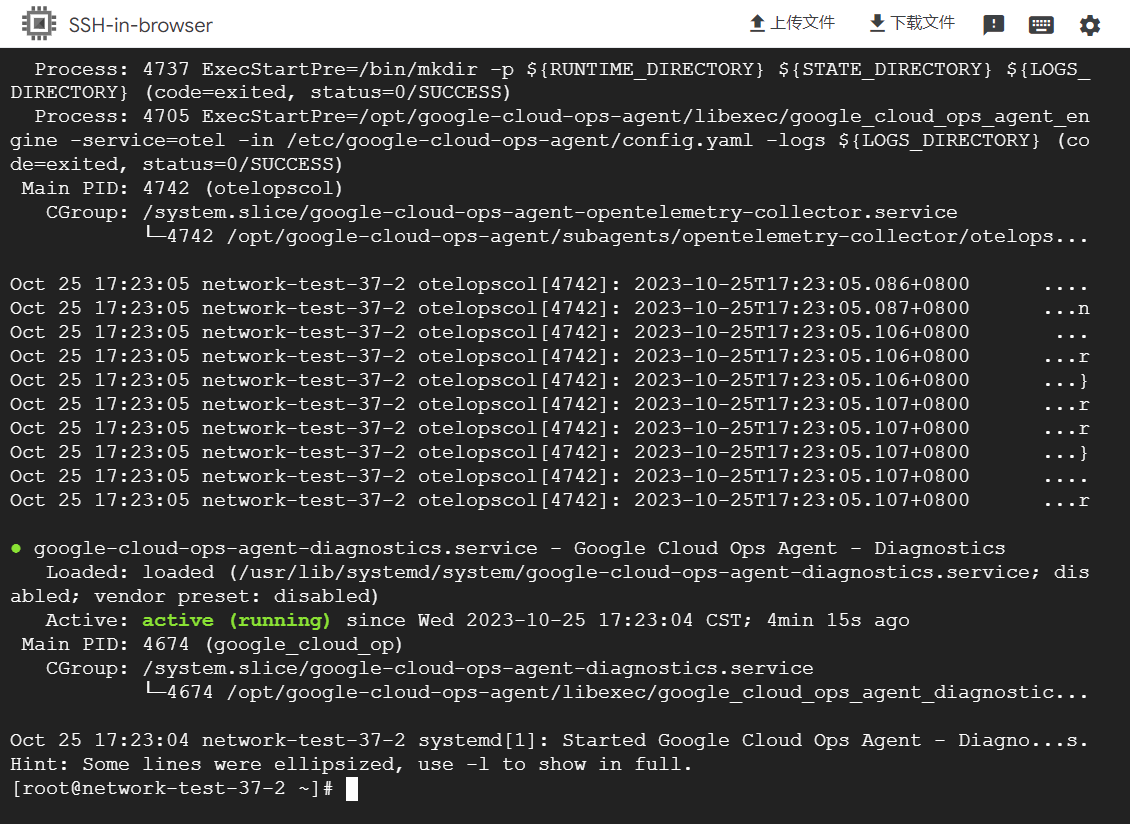 SSH-in-browser 上传文件 下载文件
Process: 4737 ExecStartPre=/bin/mkdir -p ${RUNTIME_DIRECTORY} ${STATE_DIRECTORY} ${LOGS_
DIRECTORY} (code=exited, status=0/SUCCESS)
Process: 4705 ExecStartPre=/opt/google-cloud-ops-agent/libexec/google_cloud_ops_agent_en
gine -service=otel -in /etc/google-cloud-ops-agent/config.yaml -logs ${LOGS_DIRECTORY} (co
de=exited, status=0/SUCCESS)
Main PID: 4742 (otelopscol)
CGroup: /system.slice/google-cloud-ops-agent-opentelemetry-collector.service
└─4742 /opt/google-cloud-ops-agent/subagents/opentelemetry-collector/otelops...
Oct 25 17:23:05 network-test-37-2 otelopscol[4742]: 2023-10-25T17:23:05.086+0800 ....
Oct 25 17:23:05 network-test-37-2 otelopscol[4742]: 2023-10-25T17:23:05.087+0800 ...n
Oct 25 17:23:05 network-test-37-2 otelopscol[4742]: 2023-10-25T17:23:05.106+0800 ...
Oct 25 17:23:05 network-test-37-2 otelopscol[4742]: 2023-10-25T17:23:05.106+0800 ...r
Oct 25 17:23:05 network-test-37-2 otelopscol[4742]: 2023-10-25T17:23:05.106+0800 ...}
Oct 25 17:23:05 network-test-37-2 otelopscol[4742]: 2023-10-25T17:23:05.107+0800 ...r
Oct 25 17:23:05 network-test-37-2 otelopscol[4742]: 2023-10-25T17:23:05.107+0800 ...r
Oct 25 17:23:05 network-test-37-2 otelopscol[4742]: 2023-10-25T17:23:05.107+0800 ...}
Oct 25 17:23:05 network-test-37-2 otelopscol[4742]: 2023-10-25T17:23:05.107+0800 ....
Oct 25 17:23:05 network-test-37-2 otelopscol[4742]: 2023-10-25T17:23:05.107+0800 ...r
● google-cloud-ops-agent-diagnostics.service - Google Cloud Ops Agent - Diagnostics
Loaded: loaded (/usr/lib/systemd/system/google-cloud-ops-agent-diagnostics.service; dis
abled; vendor preset: disabled)
Active: active (running) since Wed 2023-10-25 17:23:04 CST; 4min 15s ago
Main PID: 4674 (google_cloud_op)
CGroup: /system.slice/google-cloud-ops-agent-diagnostics.service
└─4674 /opt/google-cloud-ops-agent/libexec/google_cloud_ops_agent_diagnostic...
Oct 25 17:23:04 network-test-37-2 systemd[1]: Started Google Cloud Ops Agent - Diagno...s.
Hint: Some lines were ellipsized, use -l to show in full.
[root@network-test-37-2 ~]#